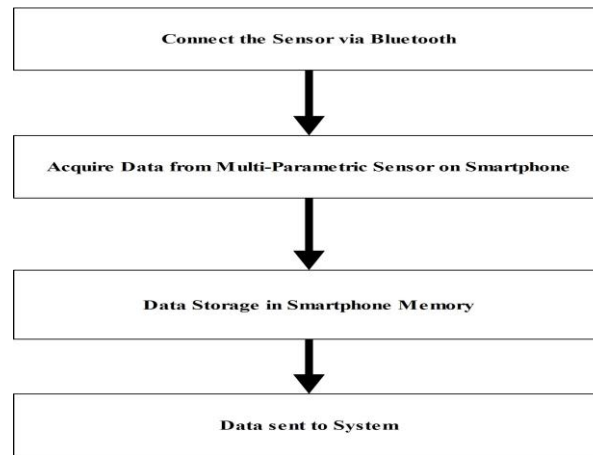 Connect the Sensor via Bluetooth
Acquire Data from Multi-Parametric Sensor on Smartphone
Data Storage in Smartphone Memory
Data sent to System